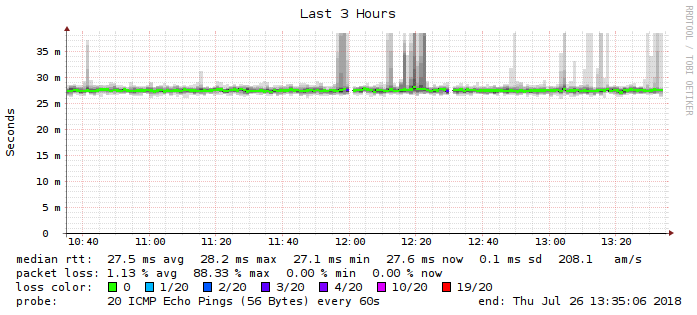 Last 3 Hours
RRDTOOL / TOBI OETIKER
Seconds
35 m
30 m
25 m
20 m
15 m
10 m
5 m
0
10:40 11:00 11:20 11:40 12:00 12:20 12:40 13:00 13:20
median rtt: 27.5 ms avg 28.2 ms max 27.1 ms min 27.6 ms now 0.1 ms sd 208.1 am/s
packet loss: 1.13 % avg 88.33 % max 0.00 % min 0.00 % now
loss color: 0 1/20 2/20 3/20 4/20 10/20 19/20
probe: 20 ICMP Echo Pings (56 Bytes) every 60s end: Thu Jul 26 13:35:06 2018